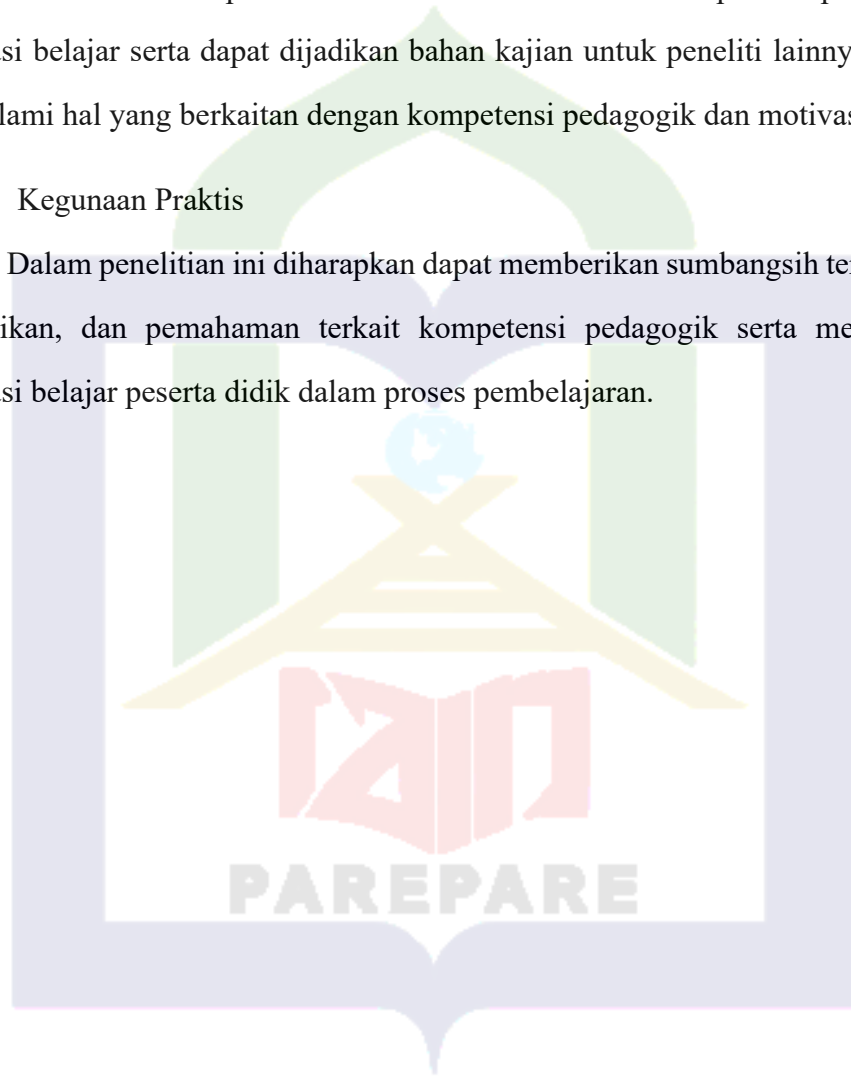 si belajar serta dapat dijadikan bahan kajian untuk peneliti lainny
lami hal yang berkaitan dengan kompetensi pedagogik dan motivas
Kegunaan Praktis
Dalam penelitian ini diharapkan dapat memberikan sumbangsih te
ikan, dan pemahaman terkait kompetensi pedagogik serta me
si belajar peserta didik dalam proses pembelajaran.
iain
PAREPARE